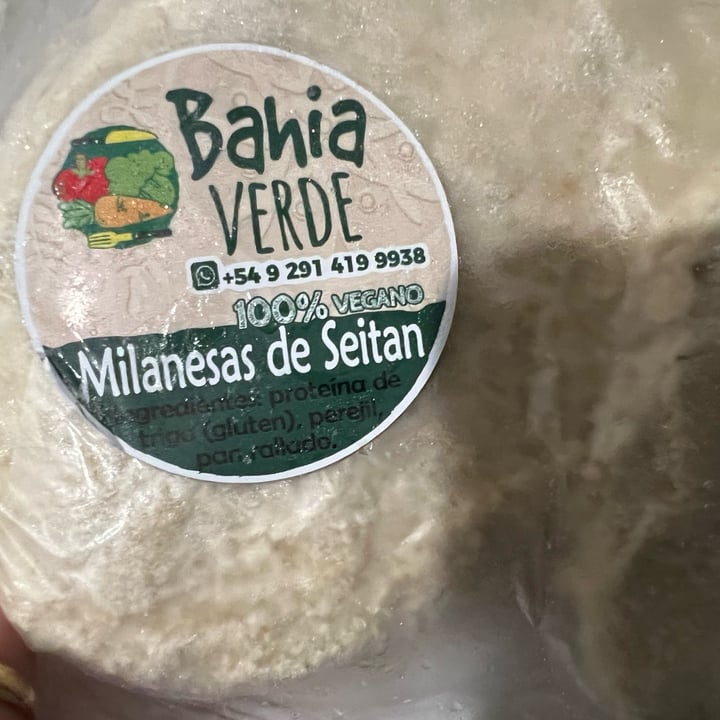 Bahia
VERDE
+54 9 291 419 9938
100% VEGANO
Milanesas de Seitan
Ingredientes: proteína de
trigo (gluten), perejil,
pan rallado.